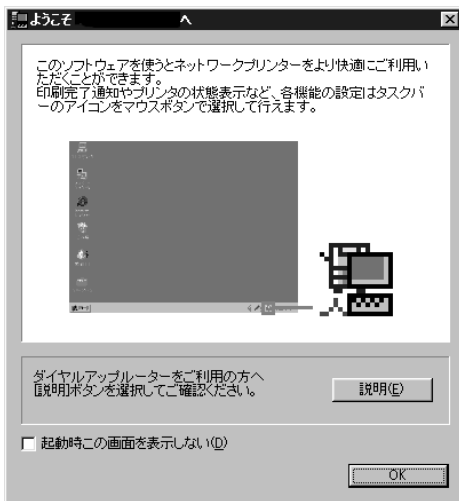 ようこそ　　　　　　　へ
このソフトウェアを使うとネットワークプリンターをより快適にご利用い
ただくことができます。
印刷完了通知やプリンタの状態表示など、各機能の設定はタスクバ
ーのアイコンをマウスボタンで選択して行えます。
ダイヤルアップルーターをご利用の方へ
[説明]ボタンを選択してご確認ください。
説明(E)
起動時この画面を表示しない(D)
OK